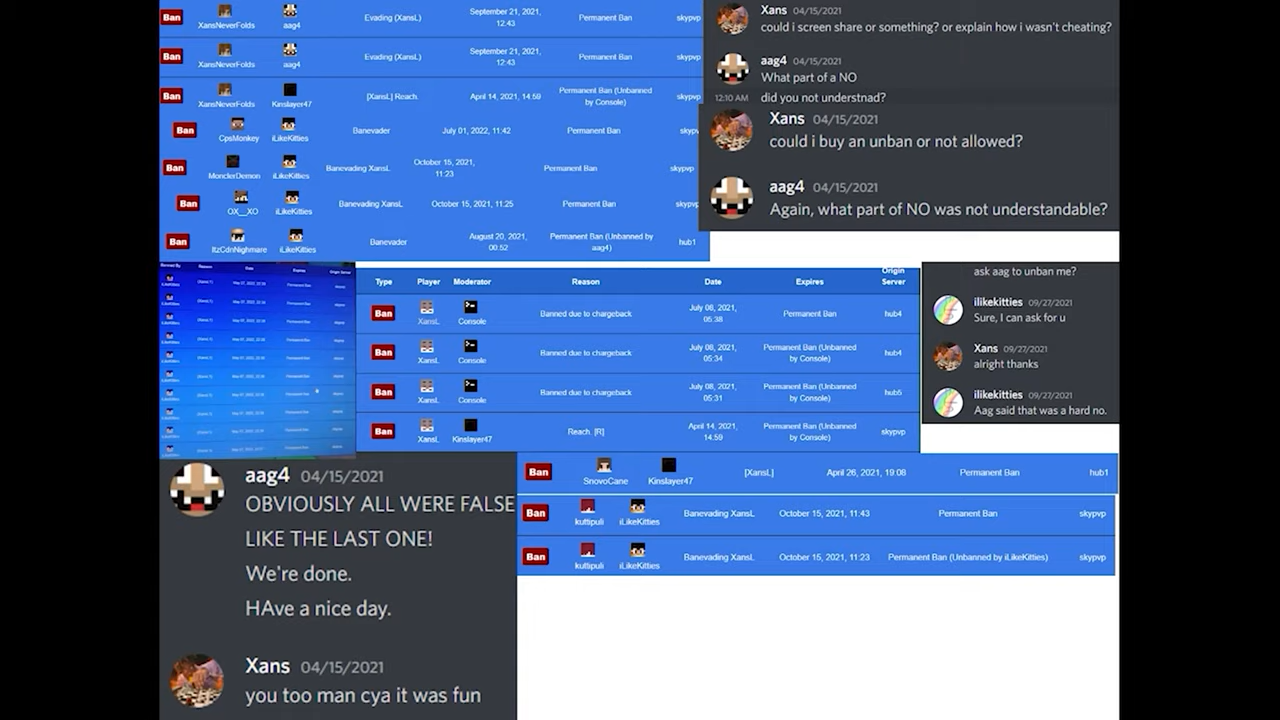 Ban XansNeverFolds aag4 Evading (XansL) September 21, 2021, 12:43 Permanent Ban skypvp
Ban XansNeverFolds aag4 Evading (XansL) September 21, 2021, 12:43 Permanent Ban skypvp
Ban XansNeverFolds Kinslayer47 [XansL] Reach. April 14, 2021, 14:59 Permanent Ban (Unbanned by Console) skypvp
Ban CpsMonkey iLikeKitties Banevader July 01, 2022, 11:42 Permanent Ban skypv
Ban MonclerDemon iLikeKitties Banevading XansL October 15, 2021, 11:23 Permanent Ban skypvp
Ban OX__XO iLikeKitties Banevading XansL October 15, 2021, 11:25 Permanent Ban skypv
Ban ItzCdnNighmare iLikeKitties Banevader August 20, 2021, 00:52 Permanent Ban (Unbanned by aag4) hub1
Xans 04/15/2021
could i screen share or something? or explain how i wasn't cheating?
aag4 04/15/2021
What part of a NO
12:10 AM did you not understnad?
Xans 04/15/2021
could i buy an unban or not allowed?
aag4 04/15/2021
Again, what part of NO was not understandable?
Type Player Moderator Reason Date Expires Origin Server
Ban XansL Console Banned due to chargeback July 08, 2021, 05:38 Permanent Ban hub4
Ban XansL Console Banned due to chargeback July 08, 2021, 05:34 Permanent Ban (Unbanned by Console) hub4
Ban XansL Console Banned due to chargeback July 08, 2021, 05:31 Permanent Ban (Unbanned by Console) hub5
Ban XansL Kinslayer47 Reach. [R] April 14, 2021, 14:59 Permanent Ban (Unbanned by Console) skypvp
ask aag to unban me?
ilikekitties 09/27/2021
Sure, I can ask for u
Xans 09/27/2021
alright thanks
ilikekitties 09/27/2021
Aag said that was a hard no.
aag4 04/15/2021
OBVIOUSLY ALL WERE FALSE
LIKE THE LAST ONE!
We're done.
HAve a nice day.
Xans 04/15/2021
you too man cya it was fun
Ban SnovoCane Kinslayer47 [XansL] April 26, 2021, 19:08 Permanent Ban hub1
Ban kuttipuli iLikeKitties Banevading XansL October 15, 2021, 11:43 Permanent Ban skypvp
Ban kuttipuli iLikeKitties Banevading XansL October 15, 2021, 11:23 Permanent Ban (Unbanned by iLikeKitties) skypvp